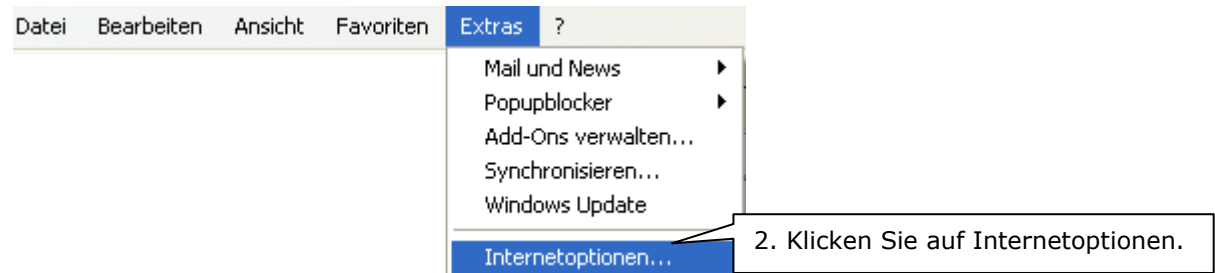 Datei Bearbeiten Ansicht Favoriten Extras ?
Mail und News
Popupblocker
Add-Ons verwalten...
Synchronisieren...
Windows Update
Internetoptionen...
2. Klicken Sie auf Internetoptionen.